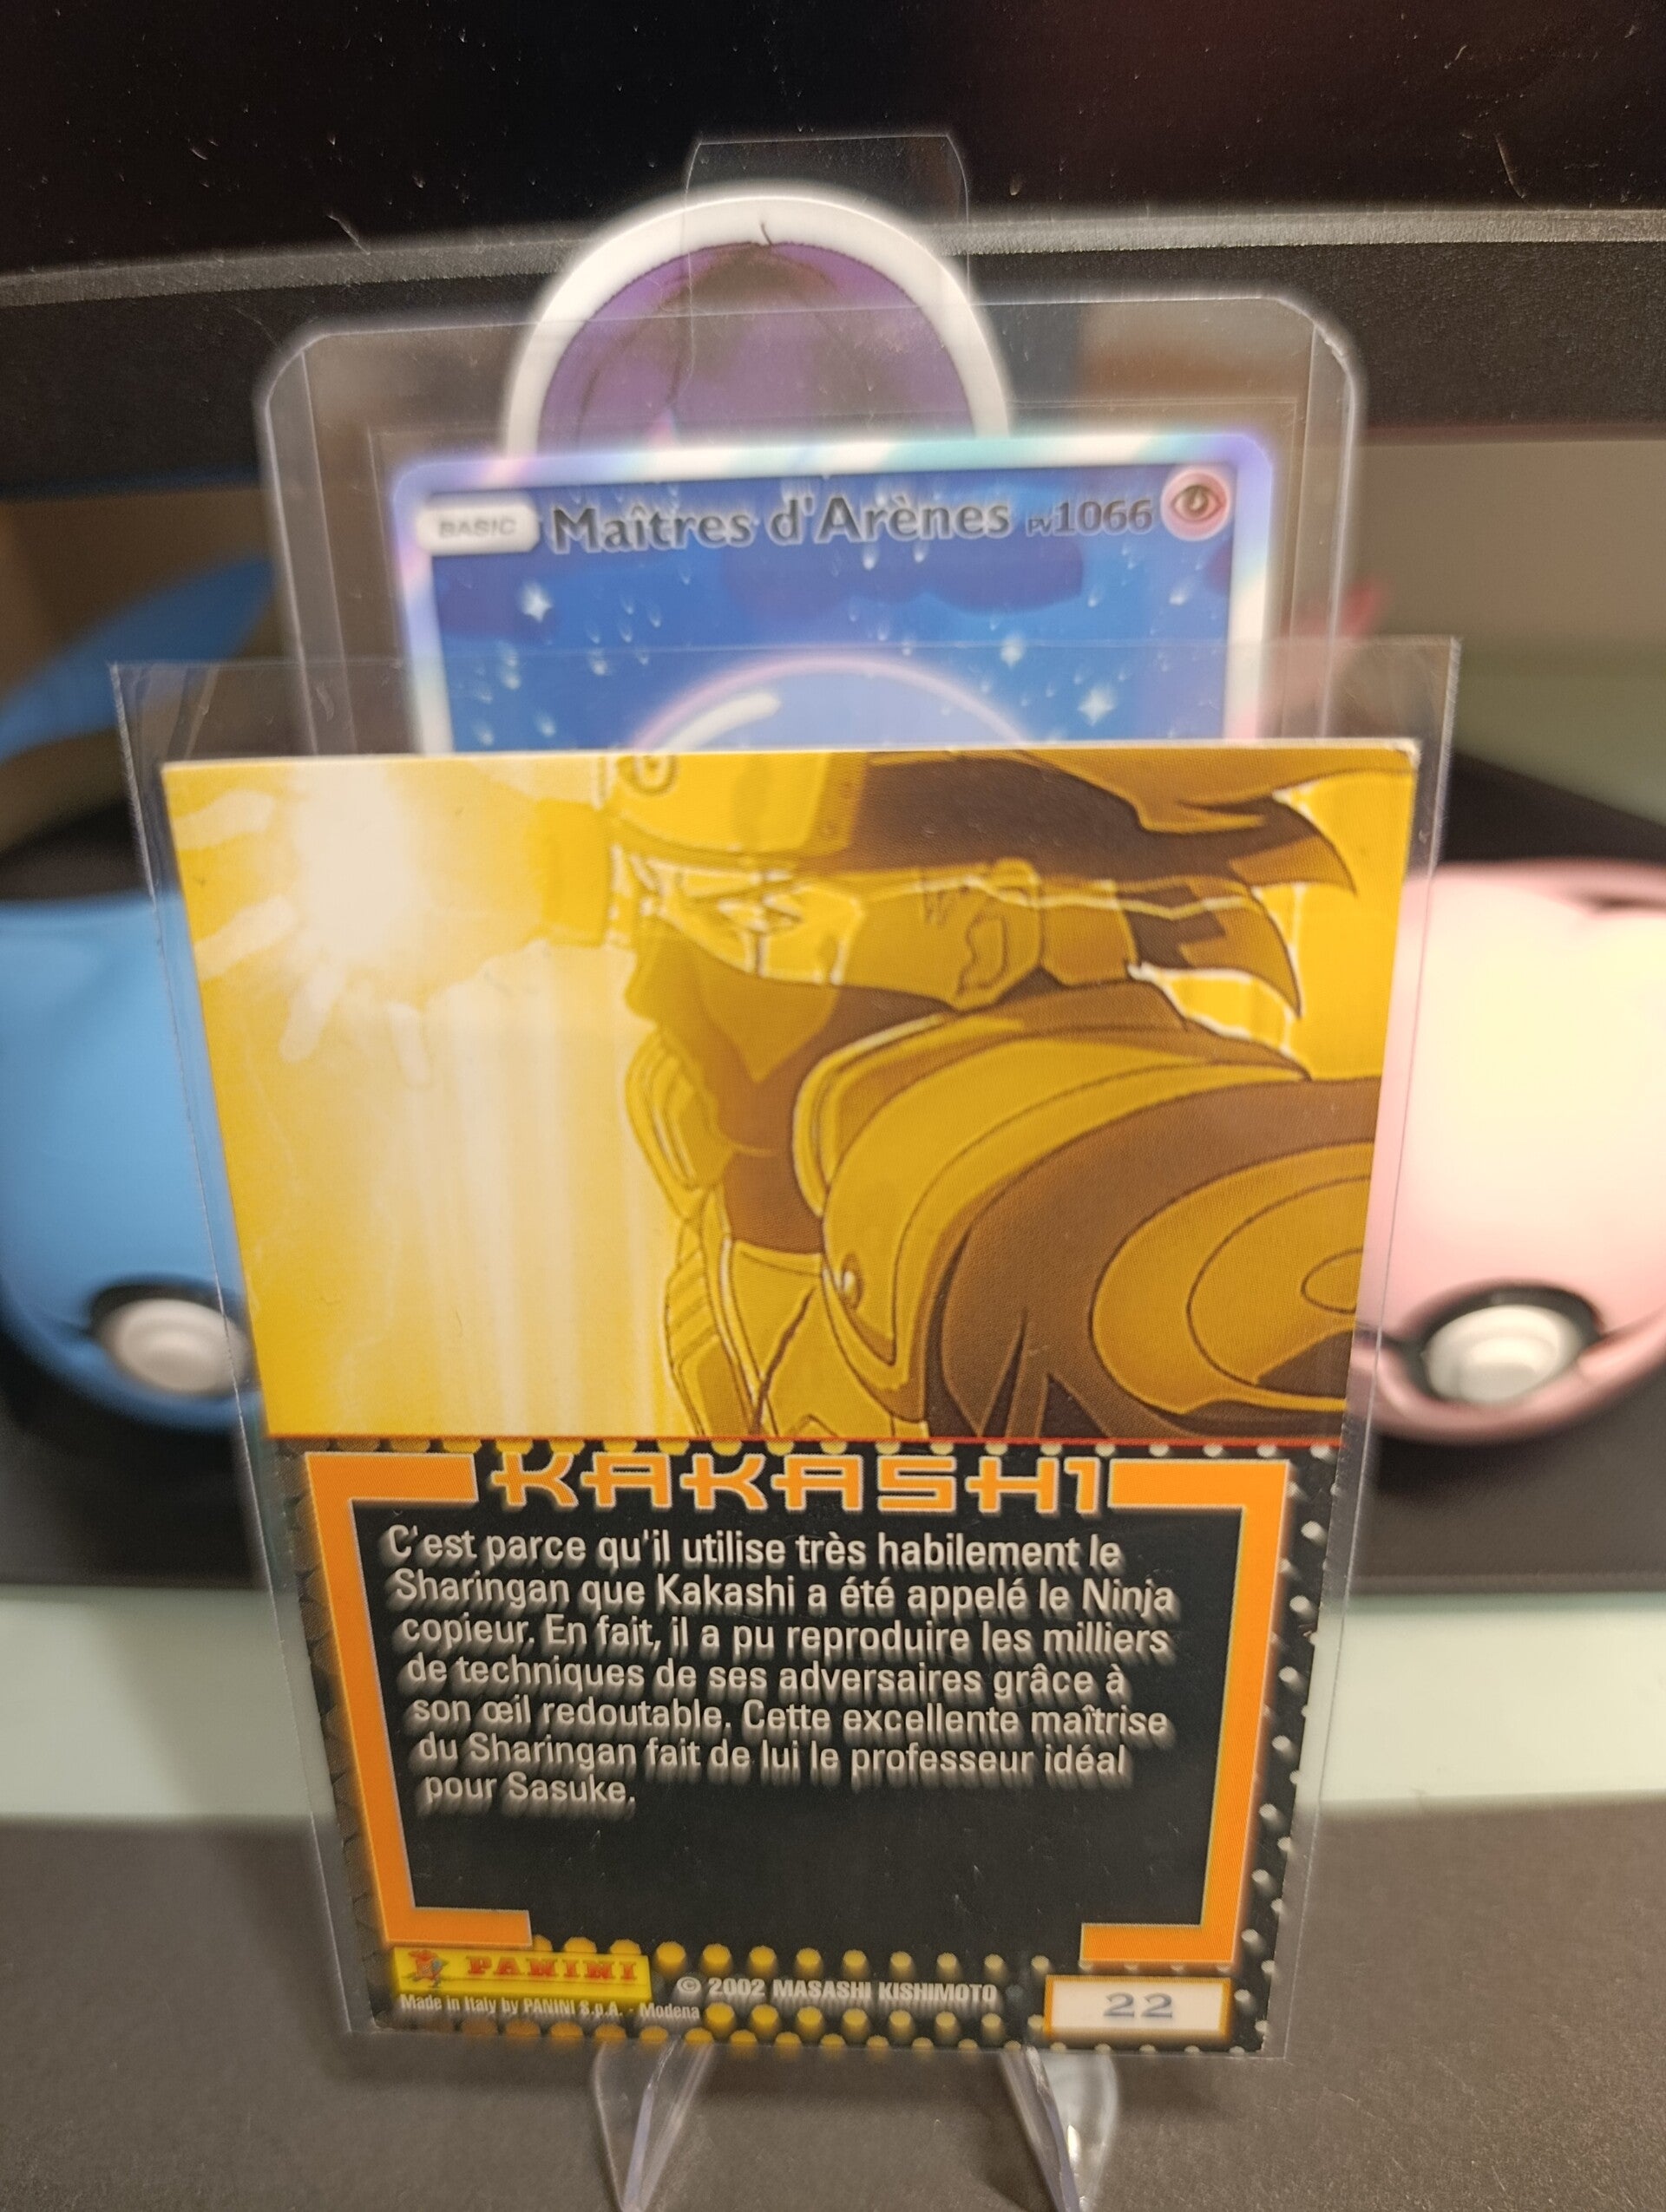 BASIC Maîtres d'Arènes PV1066
KAKASHI
C'est parce qu'il utilise très habilement le
Sharingan que Kakashi a été appelé le Ninja
copieur. En fait, il a pu reproduire les milliers
de techniques de ses adversaires grâce à
son œil redoutable. Cette excellente maîtrise
du Sharingan fait de lui le professeur idéal
pour Sasuke.
PANINI
© 2002 MASASHI KISHIMOTO
Made in Italy by PANINI S.p.A. - Modena
22